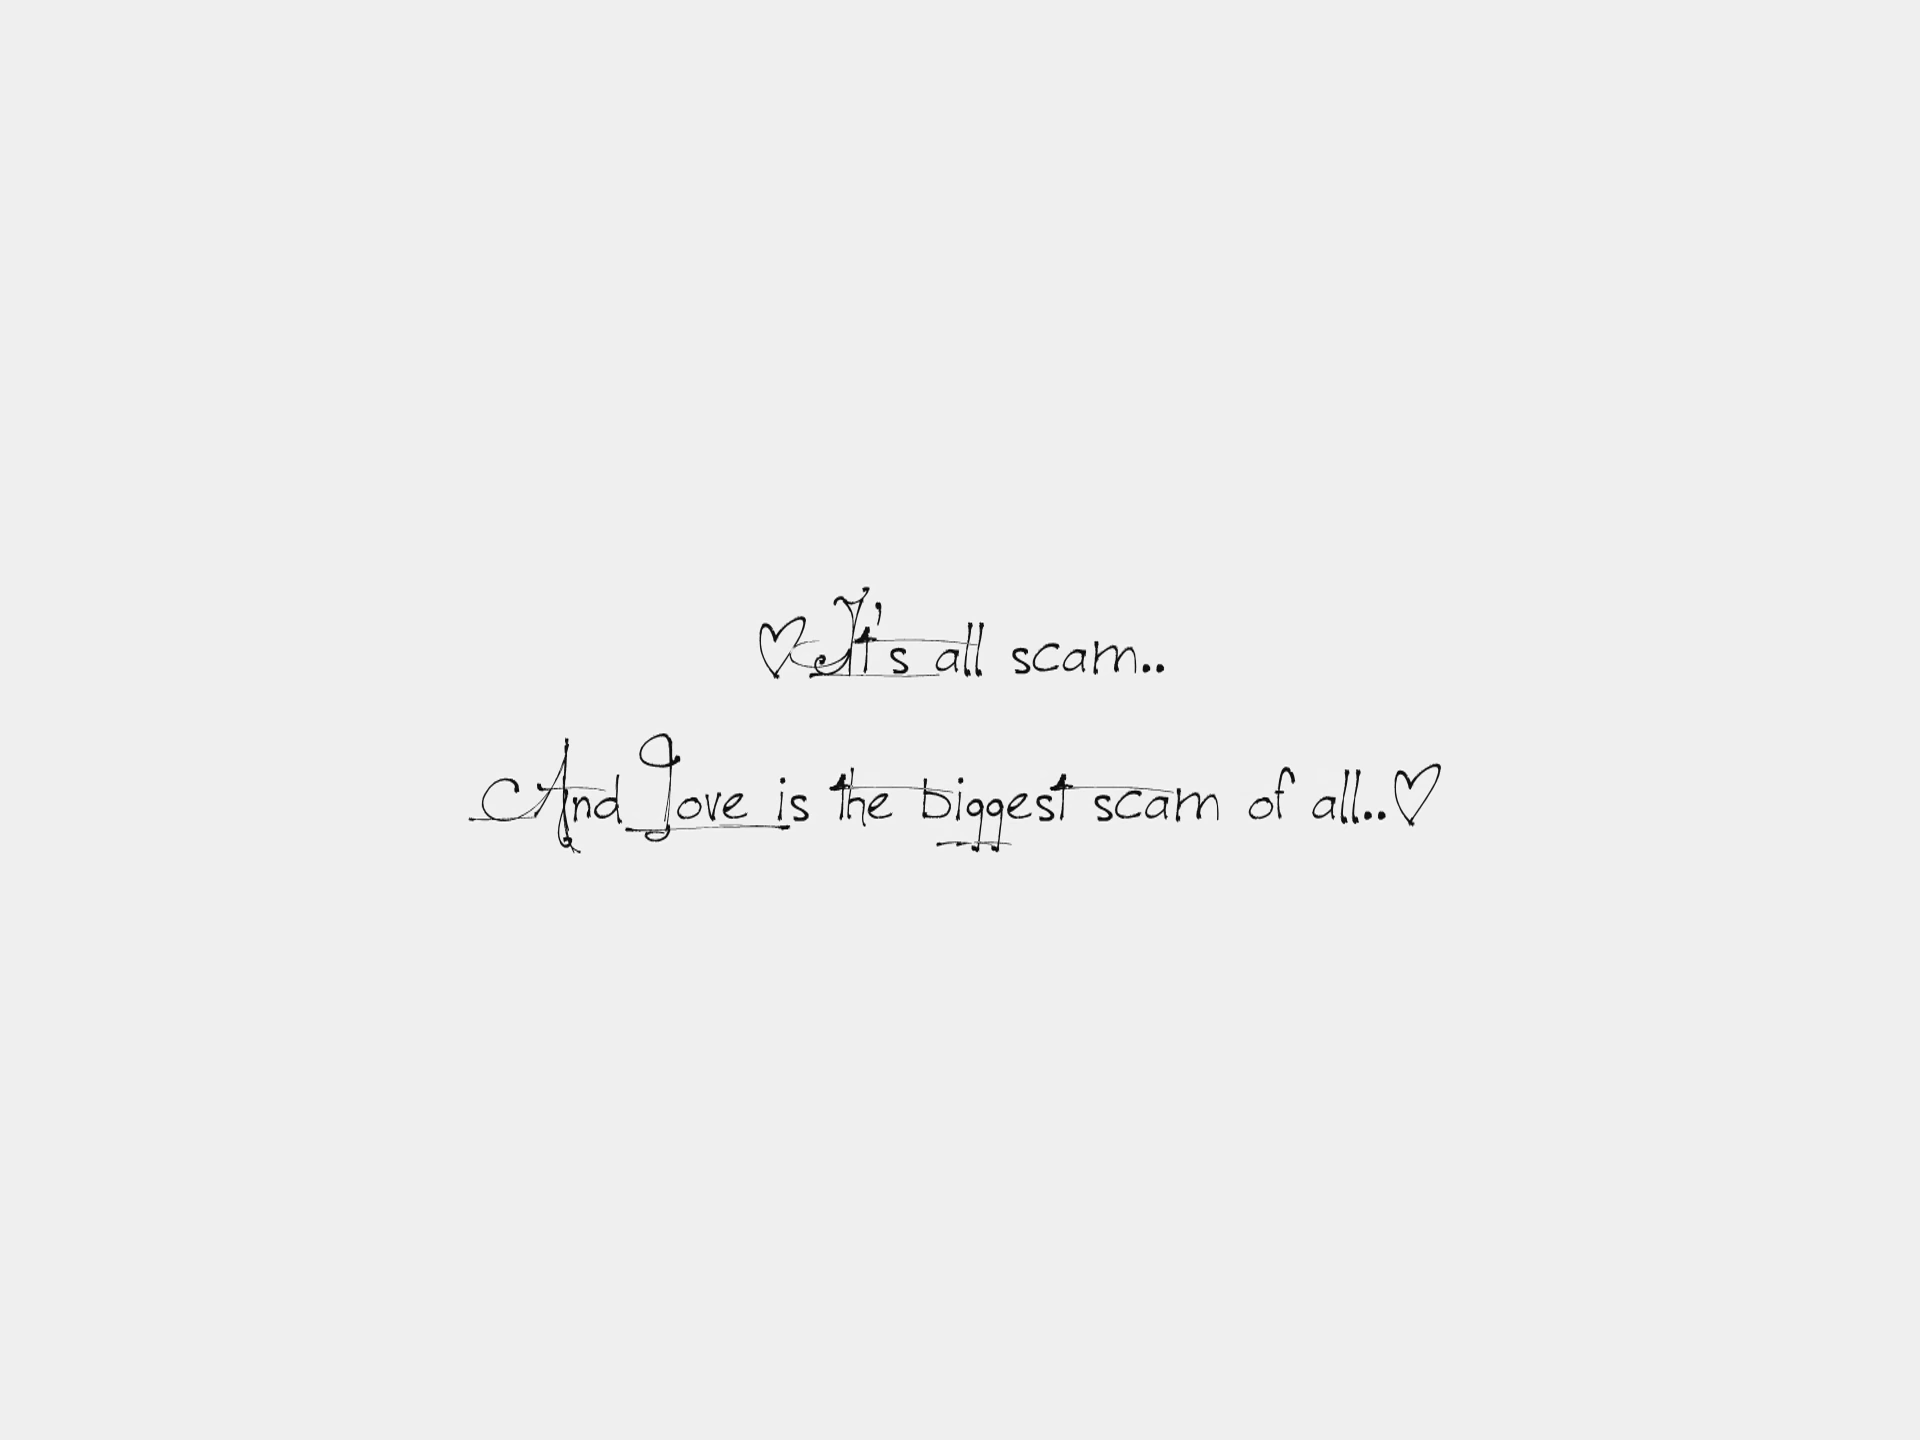 ♡It's all scam..
And Love is the biggest scam of all..♡